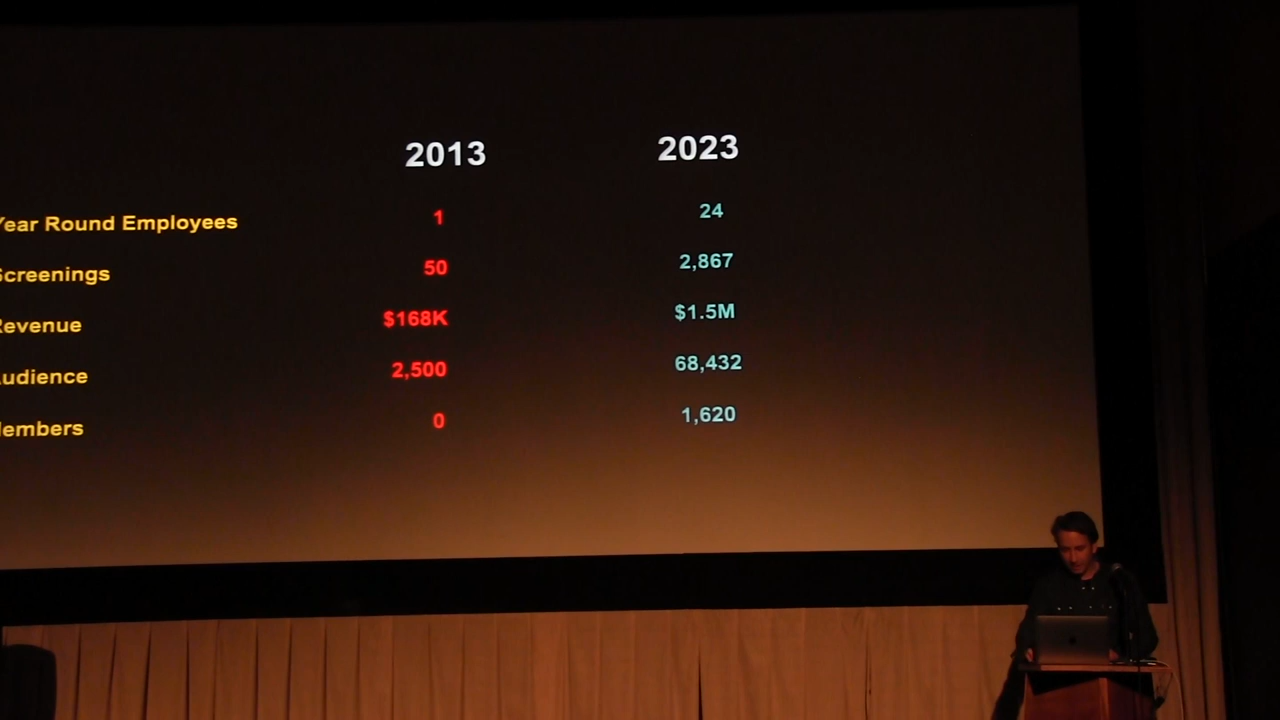 2013 2023
Year Round Employees 1 24
Screenings 50 2,867
Revenue $168K $1.5M
Audience 2,500 68,432
Members 0 1,620